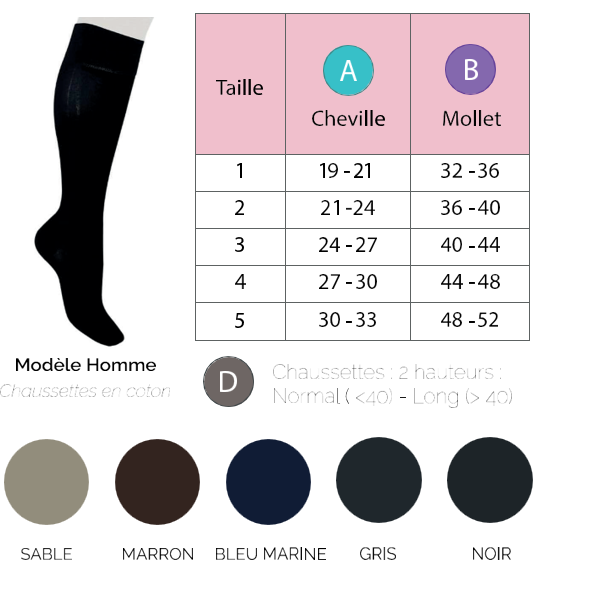 Taille
A
Cheville
B
Mollet
1 19-21 32-36
2 21-24 36-40
3 24-27 40-44
4 27-30 44-48
5 30-33 48-52
Modèle Homme
Chaussettes en coton
D
Chaussettes : 2 hauteurs :
Normal ( <40) - Long (> 40)
SABLE MARRON BLEU MARINE GRIS NOIR